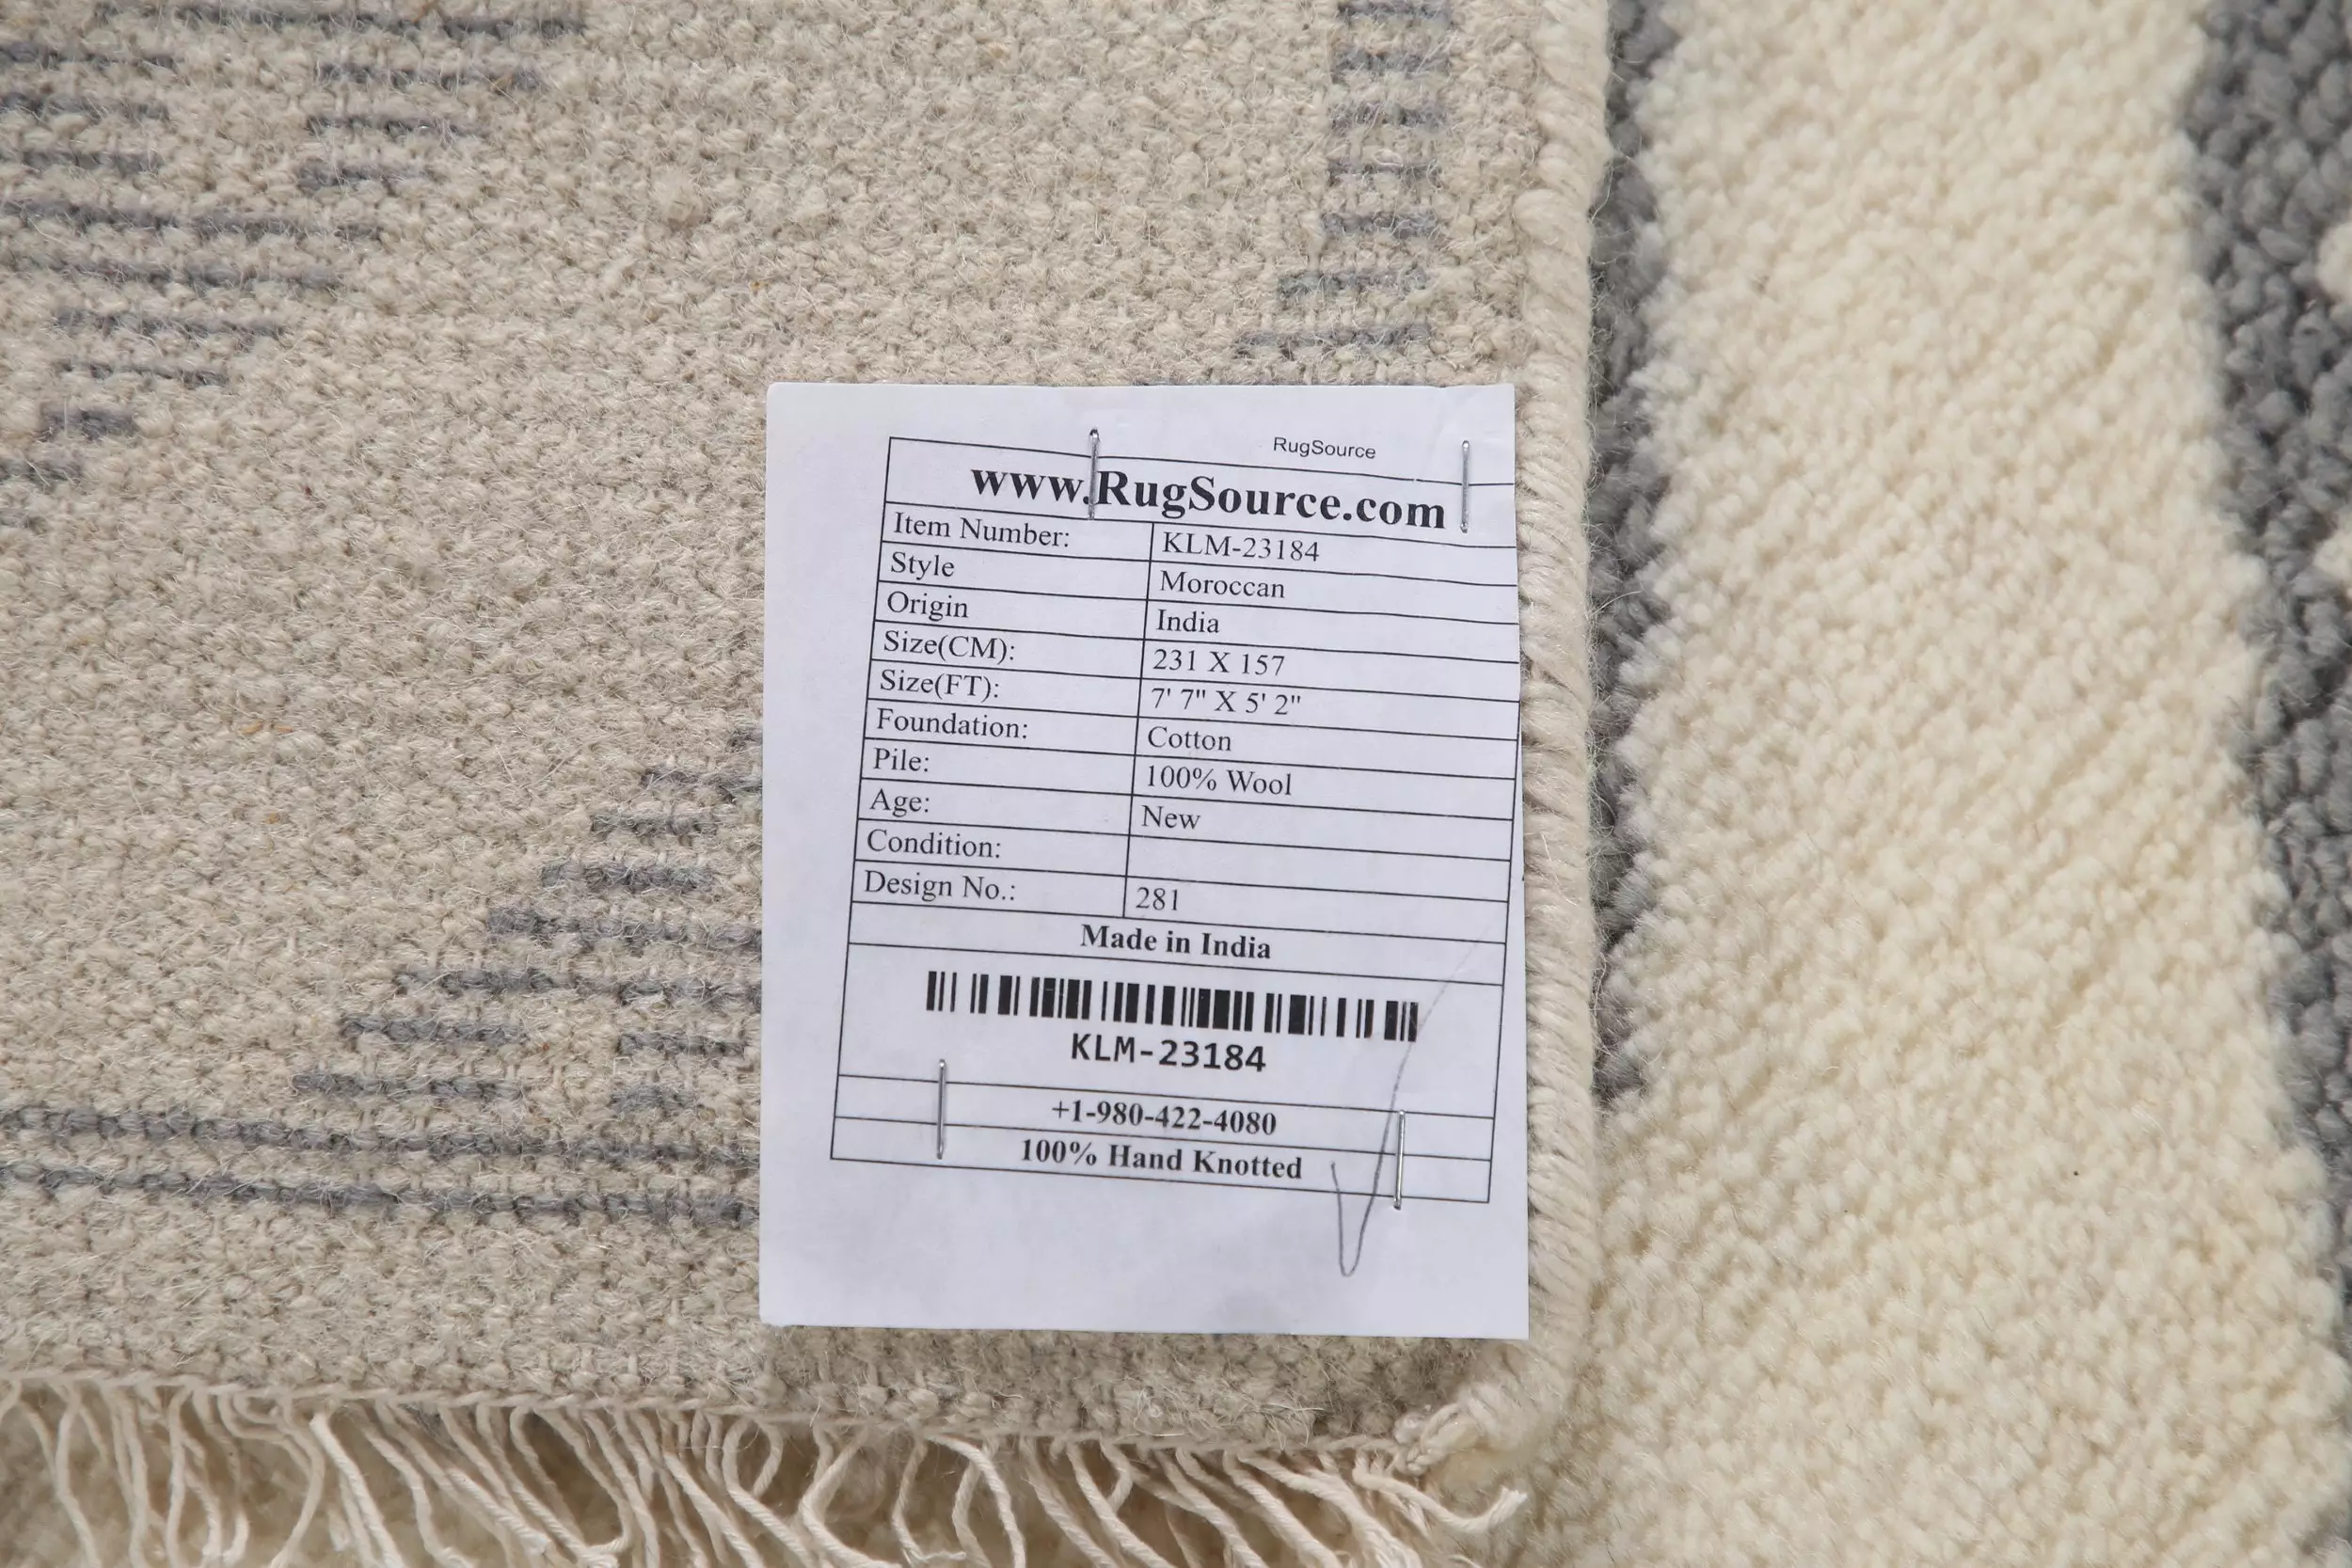 RugSource
www.RugSource.com
Item Number: KLM-23184
Style Moroccan
Origin India
Size(CM): 231 X 157
Size(FT): 7' 7" X 5' 2"
Foundation: Cotton
Pile: 100% Wool
Age: New
Condition:
Design No.: 281
Made in India
KLM-23184
+1-980-422-4080
100% Hand Knotted